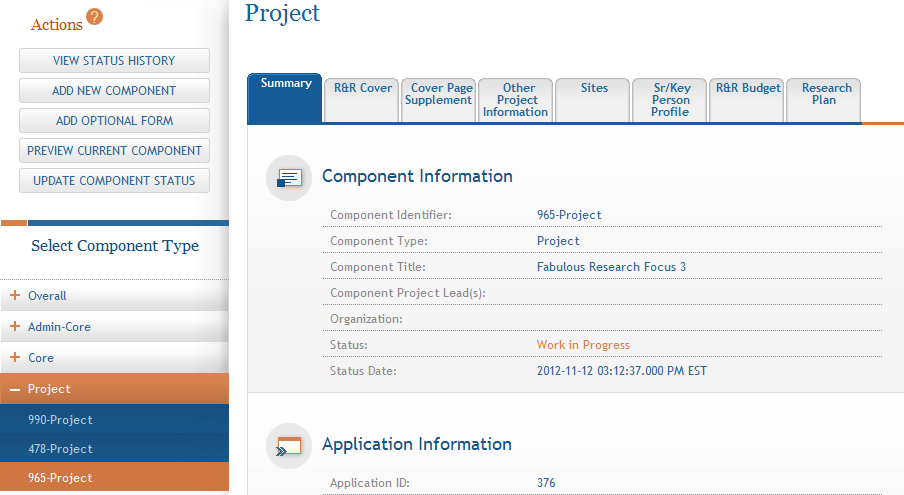 Actions ?
VIEW STATUS HISTORY
ADD NEW COMPONENT
ADD OPTIONAL FORM
PREVIEW CURRENT COMPONENT
UPDATE COMPONENT STATUS
Select Component Type
+ Overall
+ Admin-Core
+ Core
– Project
990-Project
478-Project
965-Project
Project
Summary
R&R Cover
Cover Page
Supplement
Other
Project
Information
Sites
Sr/Key
Person
Profile
R&R Budget
Research
Plan
Component Information
Component Identifier: 965-Project
Component Type: Project
Component Title: Fabulous Research Focus 3
Component Project Lead(s):
Organization:
Status: Work in Progress
Status Date: 2012-11-12 03:12:37.000 PM EST
Application Information
Application ID: 376